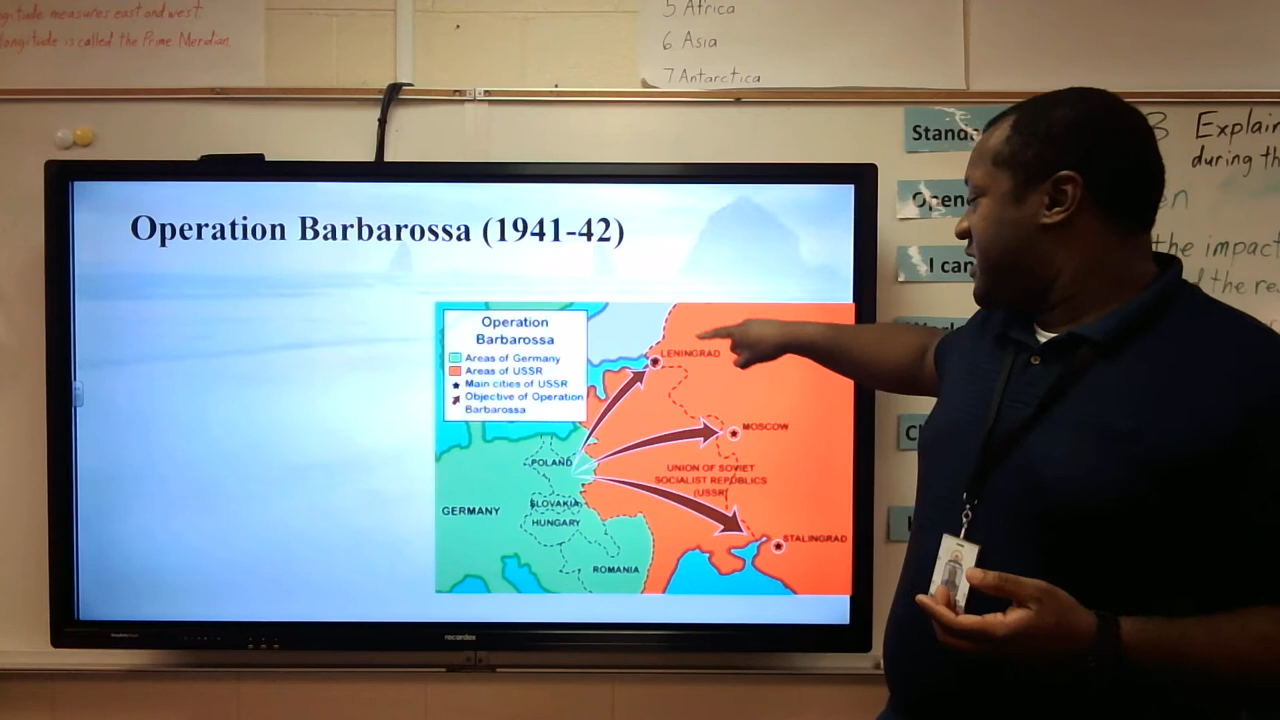 ngitude measures east and west
longitude is called the Prime Meridian.
5 Africa
6 Asia
7 Antarctica
Operation Barbarossa (1941-42)
Operation
Barbarossa
Areas of Germany
Areas of USSR
Main cities of USSR
Objective of Operation
Barbarossa
LENINGRAD
MOSCOW
POLAND
UNION OF SOVIET
SOCIALIST REPUBLICS
(USSR)
SLOVAKIA
GERMANY
HUNGARY
STALINGRAD
ROMANIA
recordex
Standa
3 Explain
during th
Open
en
I can
the impact
the re